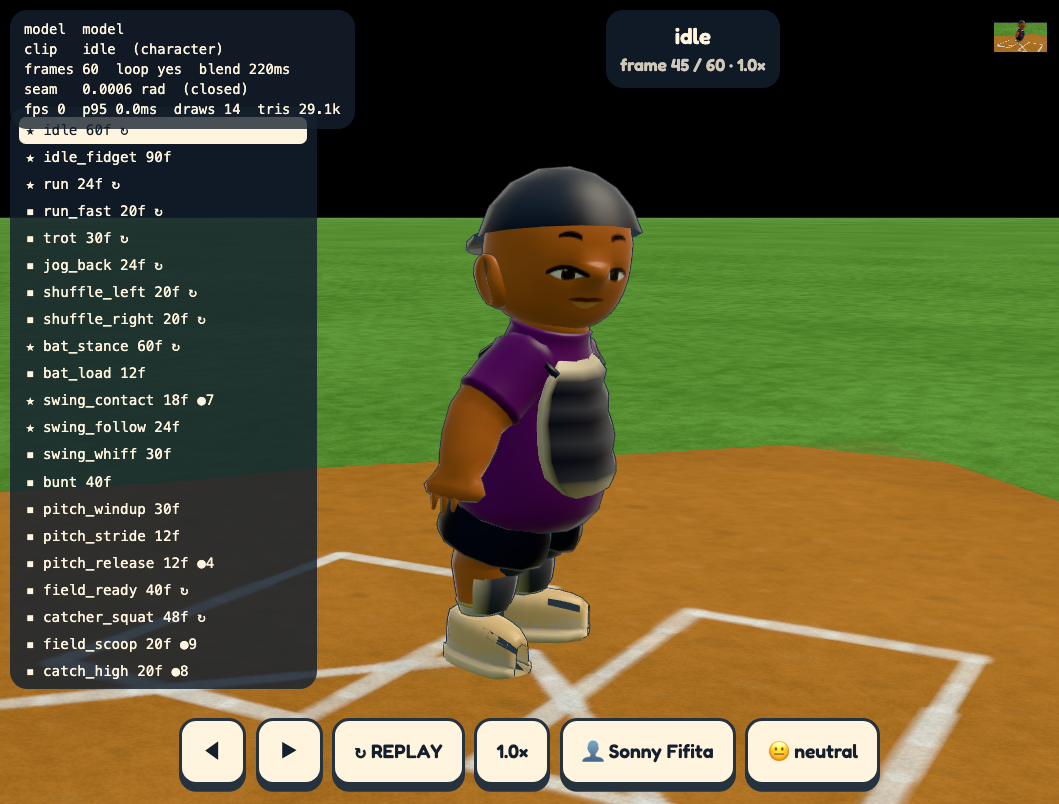 model model
clip idle (character)
frames 60 loop yes blend 220ms
seam 0.0006 rad (closed)
fps 0 p95 0.0ms draws 14 tris 29.1k
★ idle 60f ↻
★ idle_fidget 90f
★ run 24f ↻
▪ run_fast 20f ↻
▪ trot 30f ↻
▪ jog_back 24f ↻
▪ shuffle_left 20f ↻
▪ shuffle_right 20f ↻
★ bat_stance 60f ↻
▪ bat_load 12f
★ swing_contact 18f ●7
★ swing_follow 24f
▪ swing_whiff 30f
▪ bunt 40f
▪ pitch_windup 30f
▪ pitch_stride 12f
▪ pitch_release 12f ●4
▪ field_ready 40f ↻
▪ catcher_squat 48f ↻
▪ field_scoop 20f ●9
▪ catch_high 20f ●8
idle
frame 45 / 60 · 1.0×
◀ ▶ ↻ REPLAY 1.0× 👤 Sonny Fifita 😐 neutral